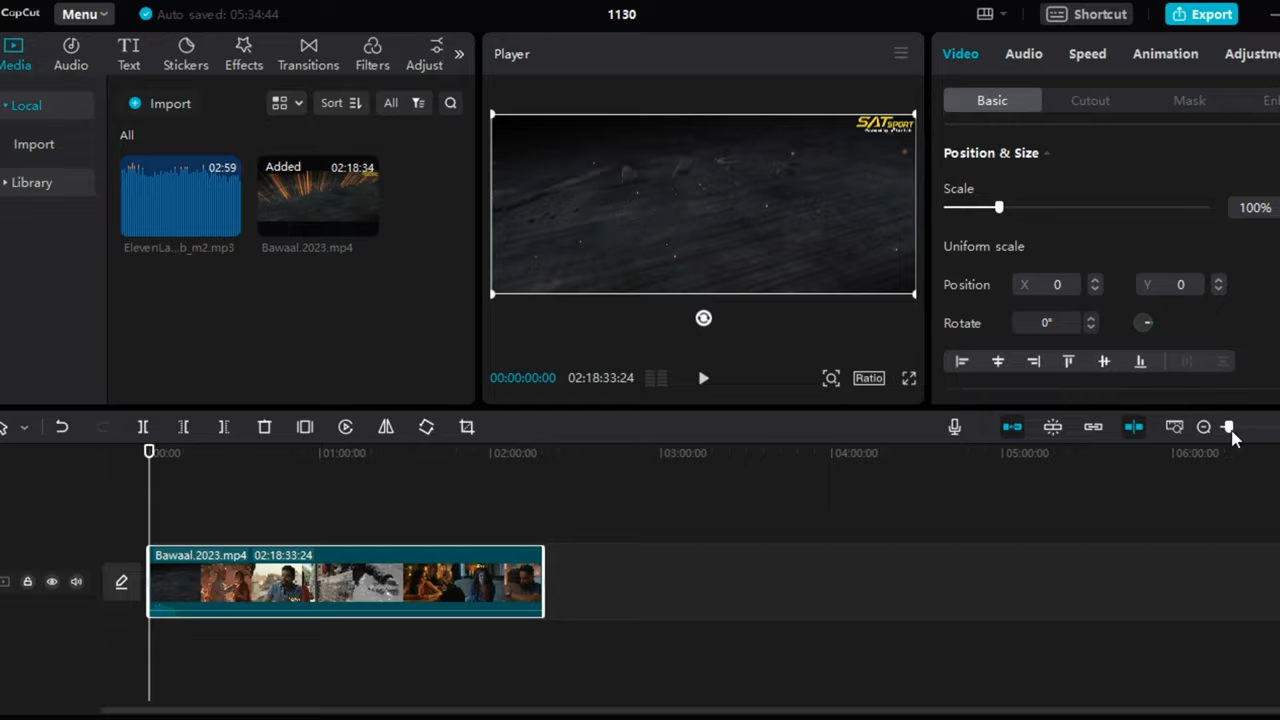 CapCut
Menu
Auto saved: 05:34:44
1130
Shortcut
Export
Media
Audio
Text
Stickers
Effects
Transitions
Filters
Adjust
Local
Import
Library
Import
Sort
All
All
02:59
ElevenLa...b_m2.mp3
Added
02:18:34
Bawaal.2023.mp4
Player
SATSPORT
00:00:00:00
02:18:33:24
Ratio
Video
Audio
Speed
Animation
Adjustm
Basic
Cutout
Mask
En
Position & Size
Scale
100%
Uniform scale
Position
X
0
Y
0
Rotate
0°
00:00
01:00:00
02:00:00
03:00:00
04:00:00
05:00:00
06:00:00
Bawaal.2023.mp4 02:18:33:24